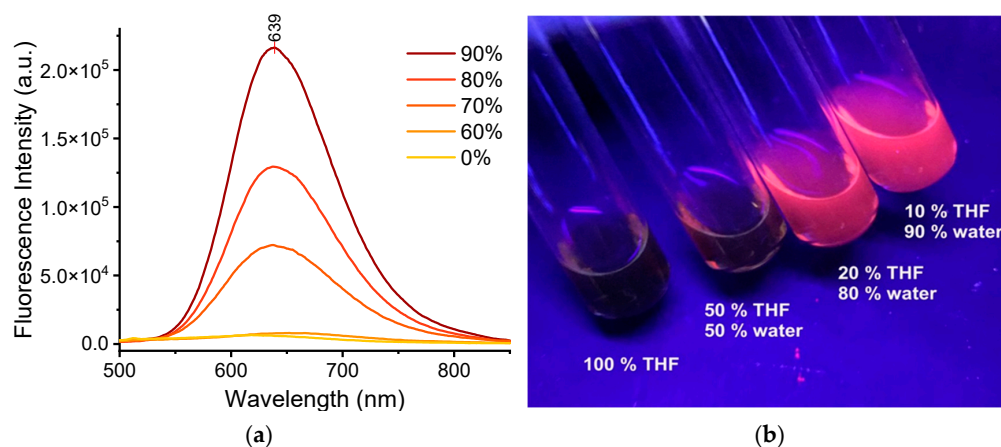 639
90%
80%
70%
60%
0%
2.0×10⁵
1.5×10⁵
1.0×10⁵
5.0×10⁴
0.0
500
600
700
800
Fluorescence Intensity (a.u.)
Wavelength (nm)
(a)
10 % THF
90 % water
20 % THF
80 % water
50 % THF
50 % water
100 % THF
(b)